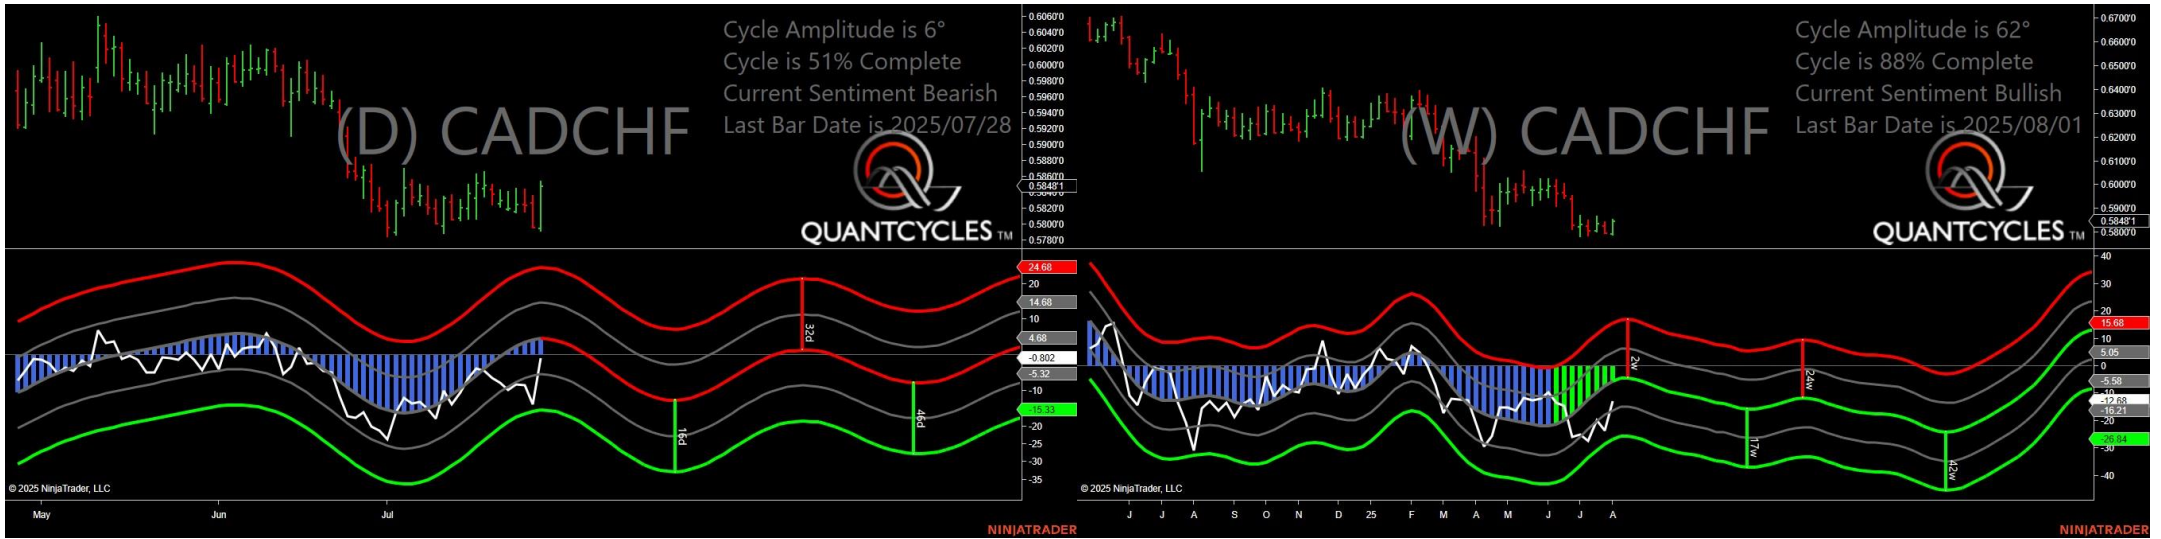 Cycle Amplitude is 6°
Cycle is 51% Complete
Current Sentiment Bearish
Last Bar Date is 2025/07/28
(D) CADCHF
QUANTCYCLES TM
0.6060'0
0.6040'0
0.6020'0
0.6000'0
0.5980'0
0.5960'0
0.5940'0
0.5920'0
0.5900'0
0.5880'0
0.5860'0
0.5848'1
0.5840'0
0.5820'0
0.5800'0
0.5780'0
24.68
20
14.68
10
4.68
-0.802
-5.32
-10
-15.33
-20
-25
-30
-35
16d
32d
46d
© 2025 NinjaTrader, LLC
May Jun Jul
NINJATRADER
Cycle Amplitude is 62°
Cycle is 88% Complete
Current Sentiment Bullish
Last Bar Date is 2025/08/01
(W) CADCHF
QUANTCYCLES TM
0.6700'0
0.6600'0
0.6500'0
0.6400'0
0.6300'0
0.6200'0
0.6100'0
0.6000'0
0.5900'0
0.5848'1
0.5800'0
40
30
20
15.68
10
5.05
0
-5.58
-10
-12.68
-16.21
-26.84
-30
-40
2w
17w
24w
42w
© 2025 NinjaTrader, LLC
J J A S O N D 25 F M A M J J A
NINJATRADER